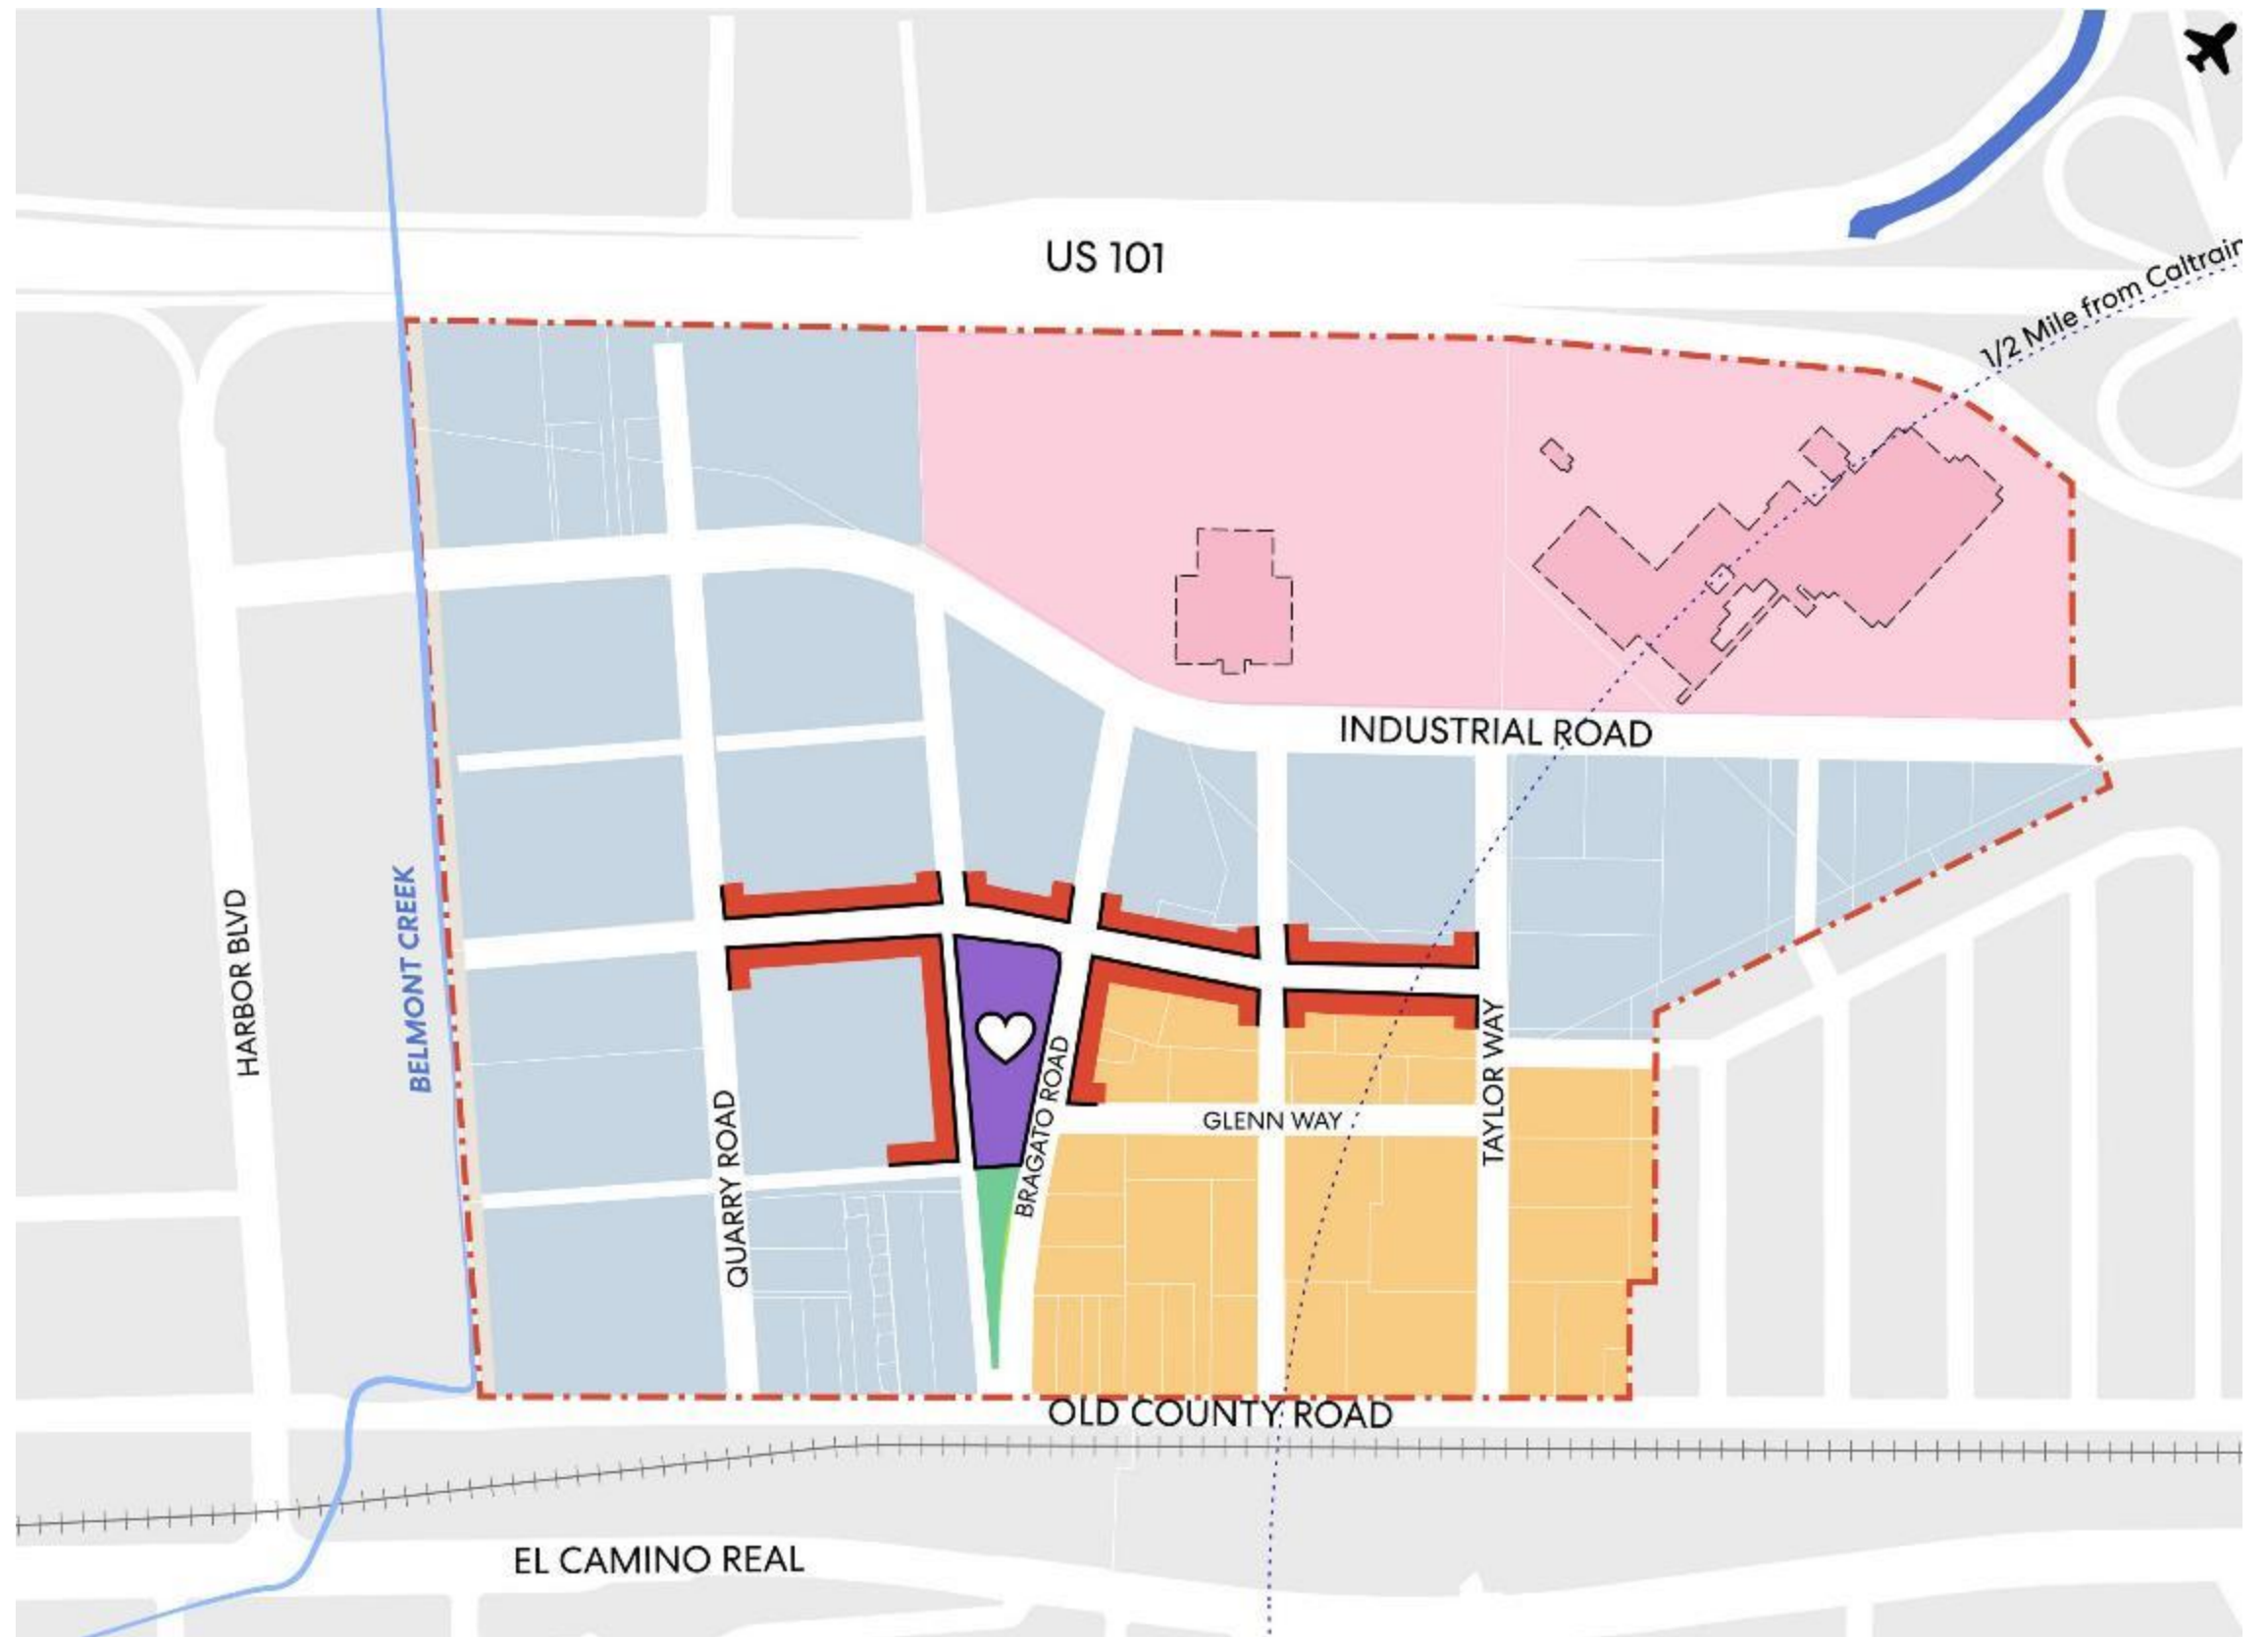 US 101
1/2 Mile from Caltrain
INDUSTRIAL ROAD
HARBOR BLVD
BELMONT CREEK
QUARRY ROAD
BRAGATO ROAD
GLENN WAY
TAYLOR WAY
OLD COUNTY ROAD
EL CAMINO REAL